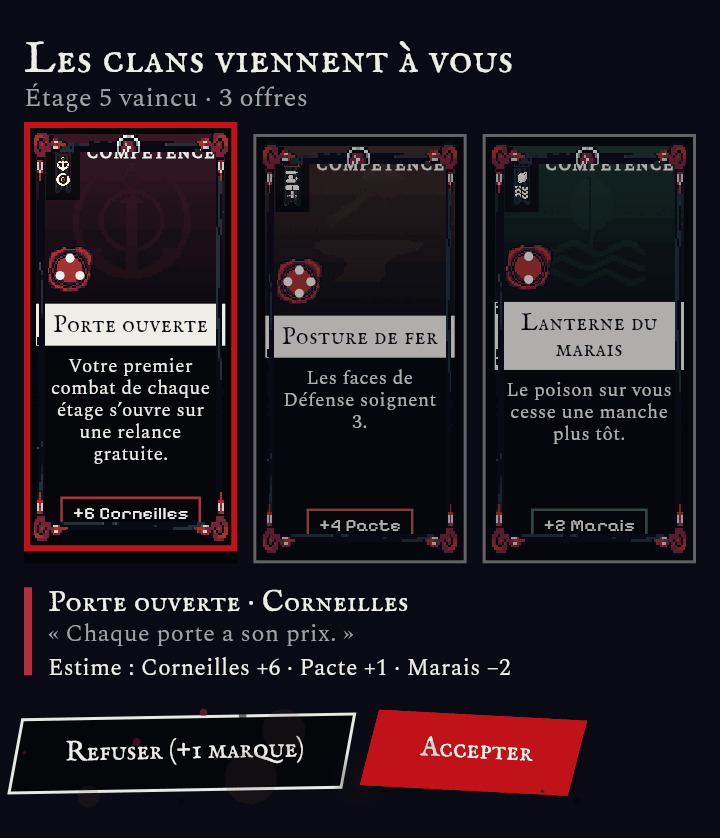 Les clans viennent à vous
Étage 5 vaincu · 3 offres
COMPÉTENCE
Porte ouverte
Votre premier
combat de chaque
étage s'ouvre sur
une relance
gratuite.
+6 Corneilles
COMPÉTENCE
Posture de fer
Les faces de
Défense soignent
3.
+4 Pacte
COMPÉTENCE
Lanterne du
marais
Le poison sur vous
cesse une manche
plus tôt.
+2 Marais
Porte ouverte · Corneilles
« Chaque porte a son prix. »
Estime : Corneilles +6 · Pacte +1 · Marais −2
Refuser (+1 marque)
Accepter